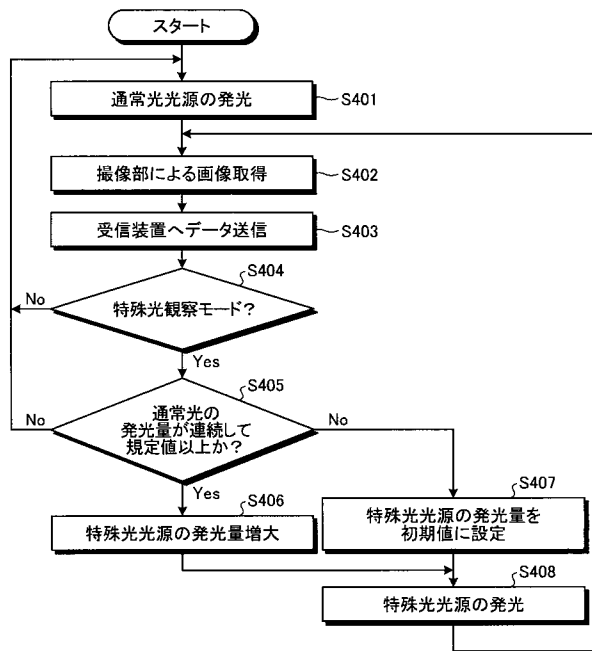 スタート
通常光光源の発光
S401
撮像部による画像取得
S402
受信装置へデータ送信
S403
S404
特殊光観察モード?
No
Yes
S405
通常光の
発光量が連続して
規定値以上か?
No
No
Yes
S406
特殊光光源の発光量増大
S407
特殊光光源の発光量を
初期値に設定
S408
特殊光光源の発光